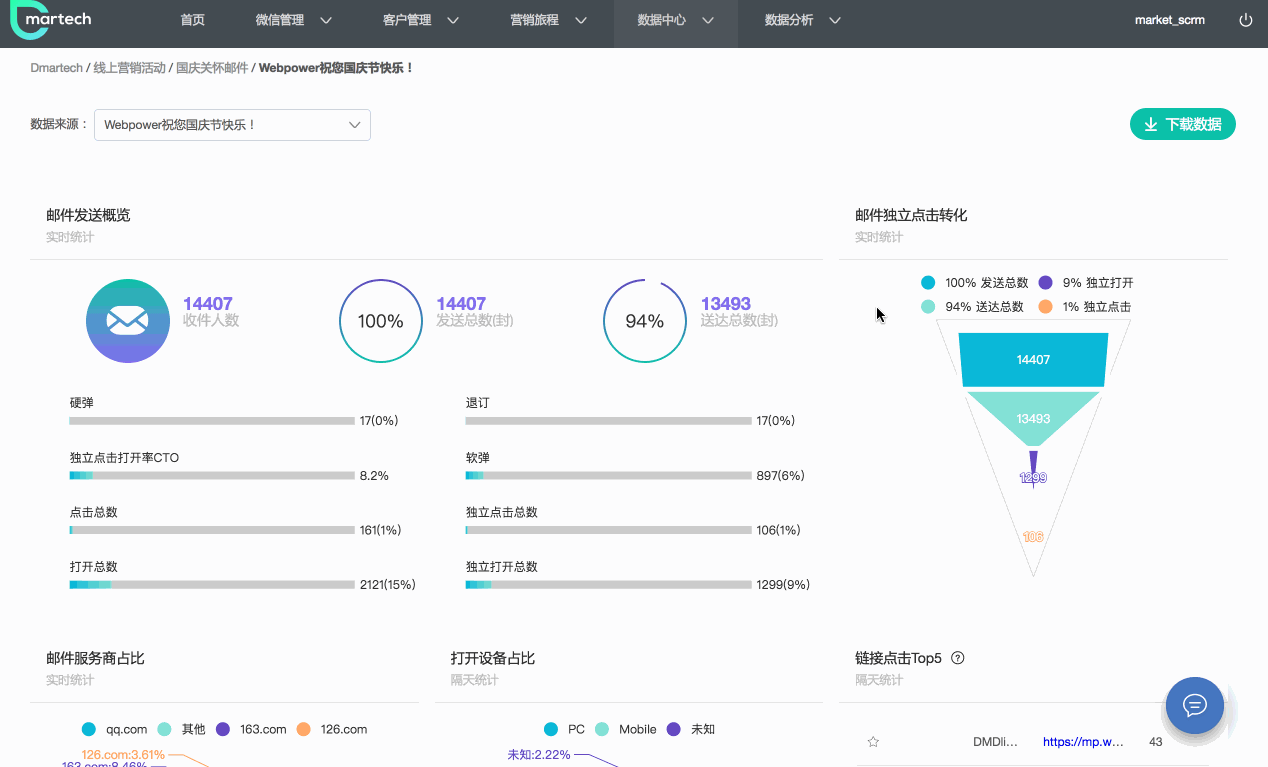 martech 首页 微信管理 客户管理 营销旅程 数据中心 数据分析 market_scrm
Dmartech / 线上营销活动 / 国庆关怀邮件 / Webpower祝您国庆节快乐！
数据来源： Webpower祝您国庆节快乐！ 下载数据
邮件发送概览
实时统计
14407
收件人数
100%
14407
发送总数(封)
94%
13493
送达总数(封)
硬弹
17(0%)
退订
17(0%)
独立点击打开率CTO
8.2%
软弹
897(6%)
点击总数
161(1%)
独立点击总数
106(1%)
打开总数
2121(15%)
独立打开总数
1299(9%)
邮件独立点击转化
实时统计
100% 发送总数 9% 独立打开
94% 送达总数 1% 独立点击
14407
13493
1299
106
邮件服务商占比
实时统计
qq.com 其他 163.com 126.com
126.com:3.61%
163.com:8.46%
打开设备占比
隔天统计
PC Mobile 未知
未知:2.22%
链接点击Top5 ?
隔天统计
DMDli... https://mp.w... 43